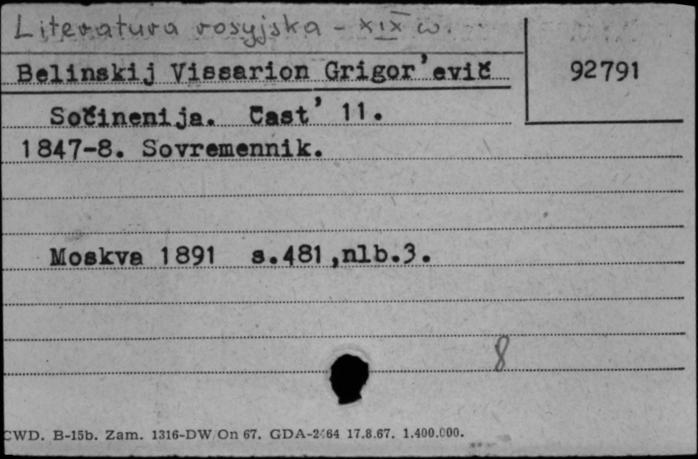 Literatura rosyjska - XIX w.
Belinskij Vissarion Grigor'evič 92791
Sočinenija. Čast' 11.
1847-8. Sovremennik.
Moskva 1891 s.481,nlb.3.
8
CWD. B-15b. Zam. 1316-DW/On 67. GDA-2/64 17.8.67. 1.400.000.